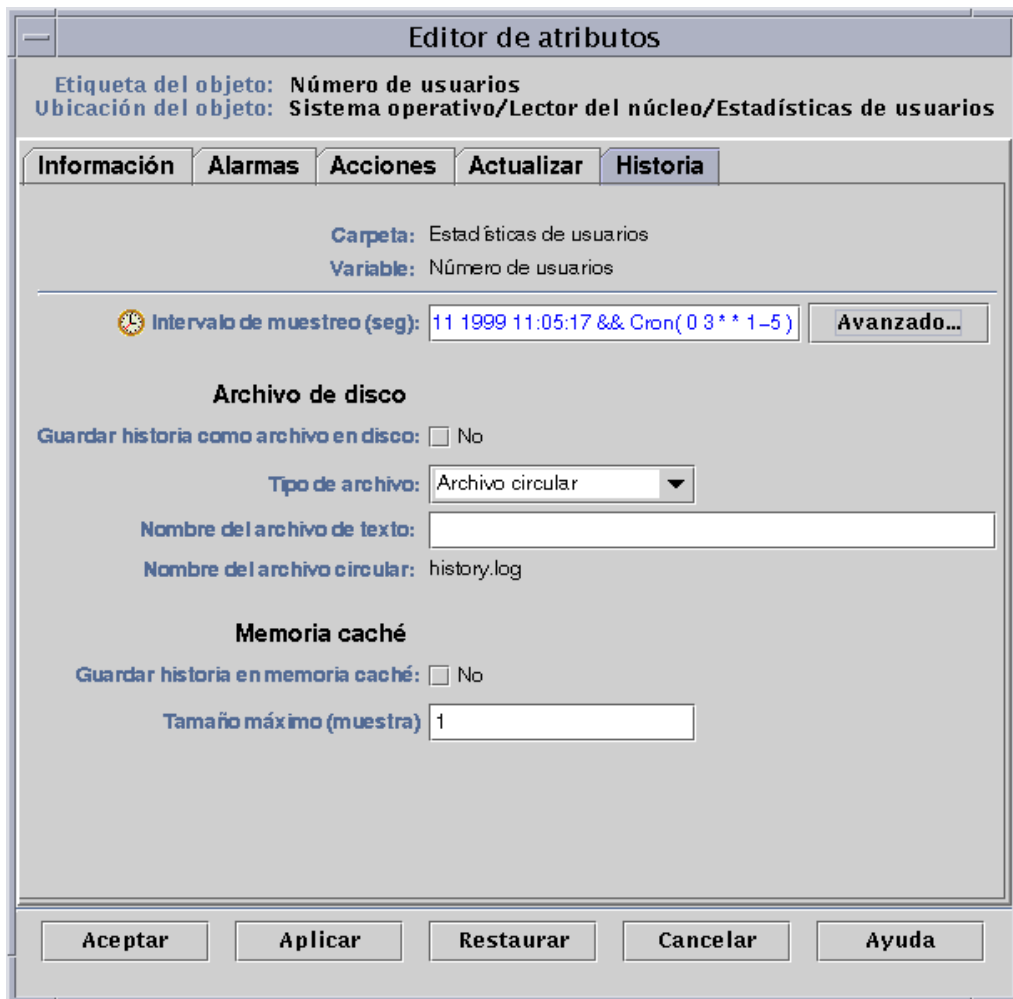 Editor de atributos
Etiqueta del objeto: Número de usuarios
Ubicación del objeto: Sistema operativo/Lector del núcleo/Estadísticas de usuarios
Información Alarmas Acciones Actualizar Historia
Carpeta: Estadísticas de usuarios
Variable: Número de usuarios
Intervalo de muestreo (seg): 11 1999 11:05:17 && Cron( 0 3 * * 1–5 ) Avanzado...
Archivo de disco
Guardar historia como archivo en disco: No
Tipo de archivo: Archivo circular
Nombre del archivo de texto:
Nombre del archivo circular: history.log
Memoria caché
Guardar historia en memoria caché: No
Tamaño máximo (muestra) 1
Aceptar Aplicar Restaurar Cancelar Ayuda